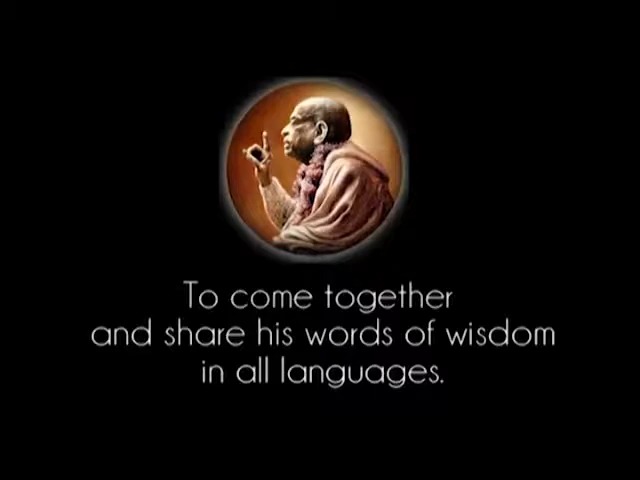 To come together
and share his words of wisdom
in all languages.